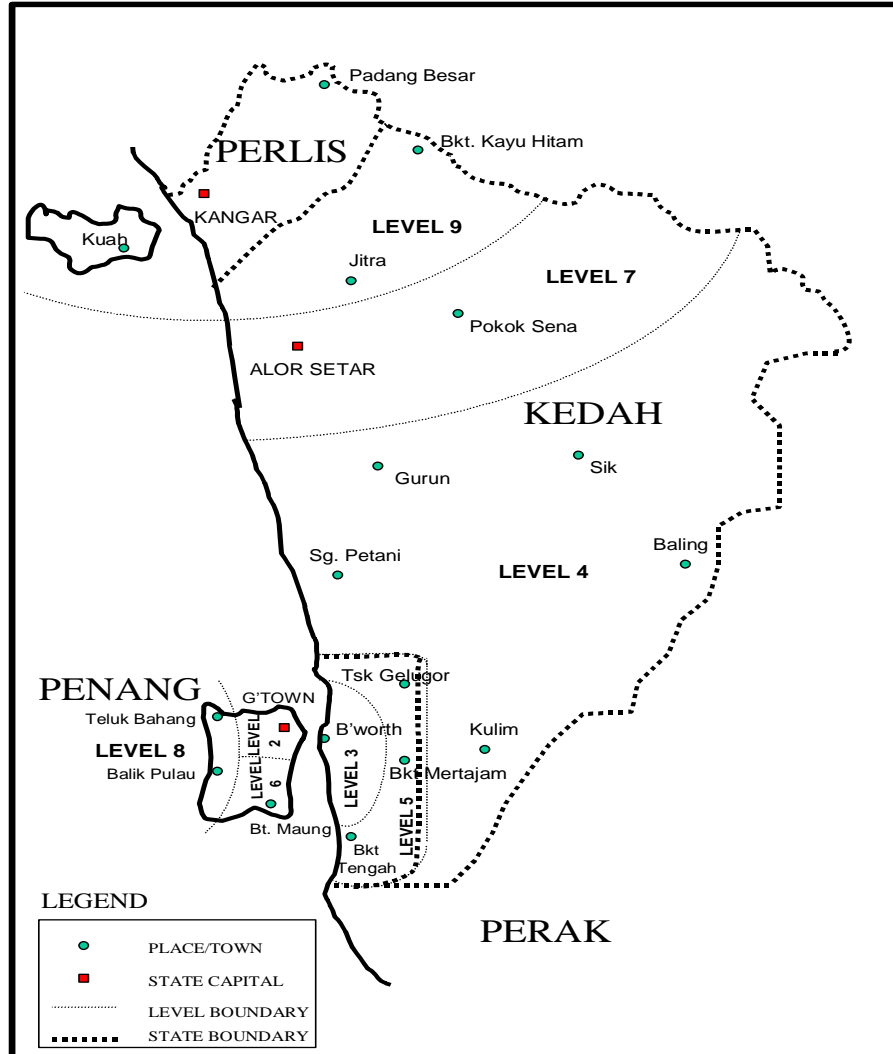 Padang Besar
Bkt. Kayu Hitam
PERLIS
KANGAR
LEVEL 9
Kuah
Jitra
LEVEL 7
Pokok Sena
ALOR SETAR
KEDAH
Gurun
Sik
Sg. Petani
Baling
LEVEL 4
Tsk Gelugor
PENANG
G'TOWN
Teluk Bahang
LEVEL 2
B'worth
Kulim
LEVEL 8
LEVEL 3
Balik Pulau
LEVEL 6
Bkt Mertajam
LEVEL 5
Bt. Maung
Bkt
Tengah
LEGEND
PERAK
PLACE/TOWN
STATE CAPITAL
LEVEL BOUNDARY
STATE BOUNDARY